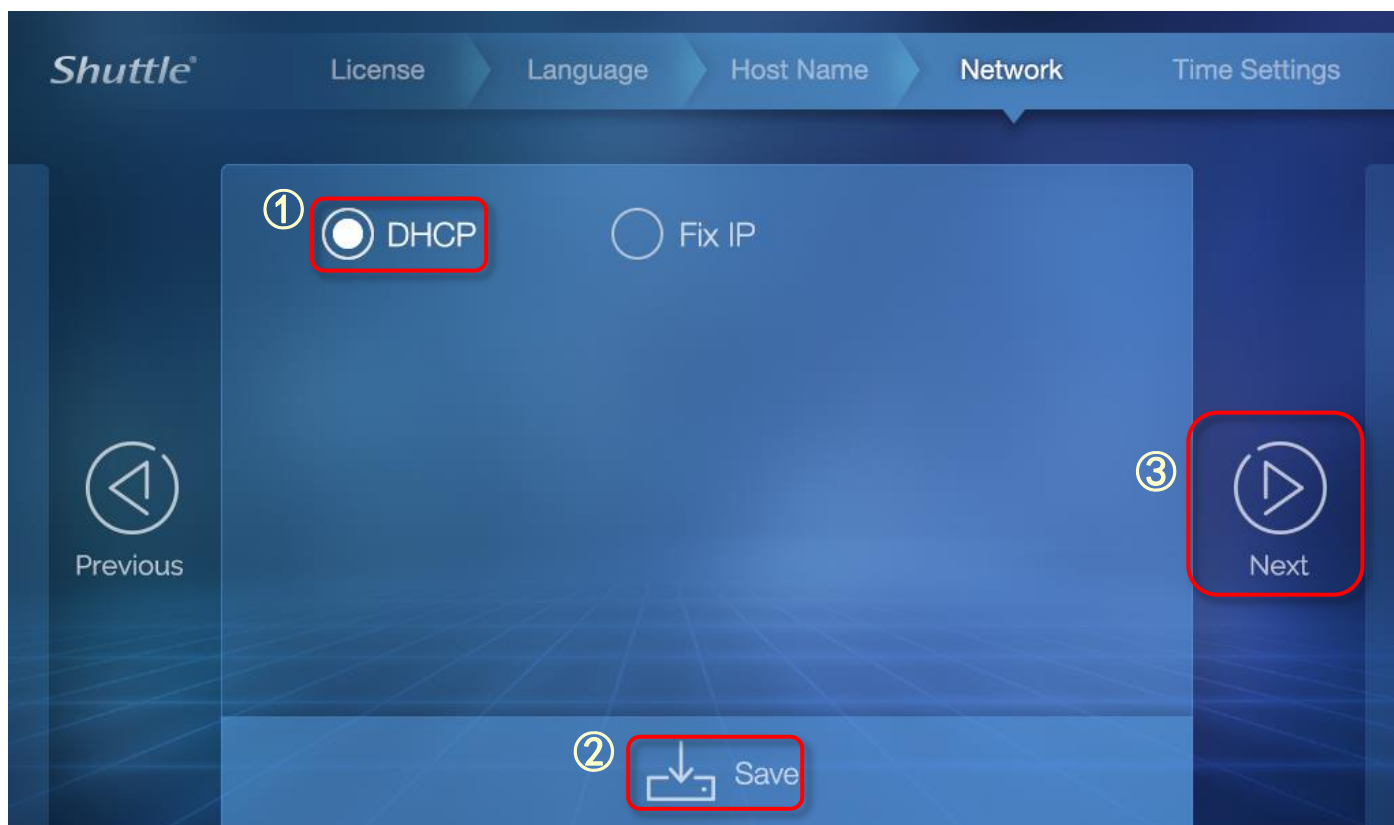 Shuttle® License Language Host Name Network Time Settings
① DHCP Fix IP
③
Previous Next
② Save